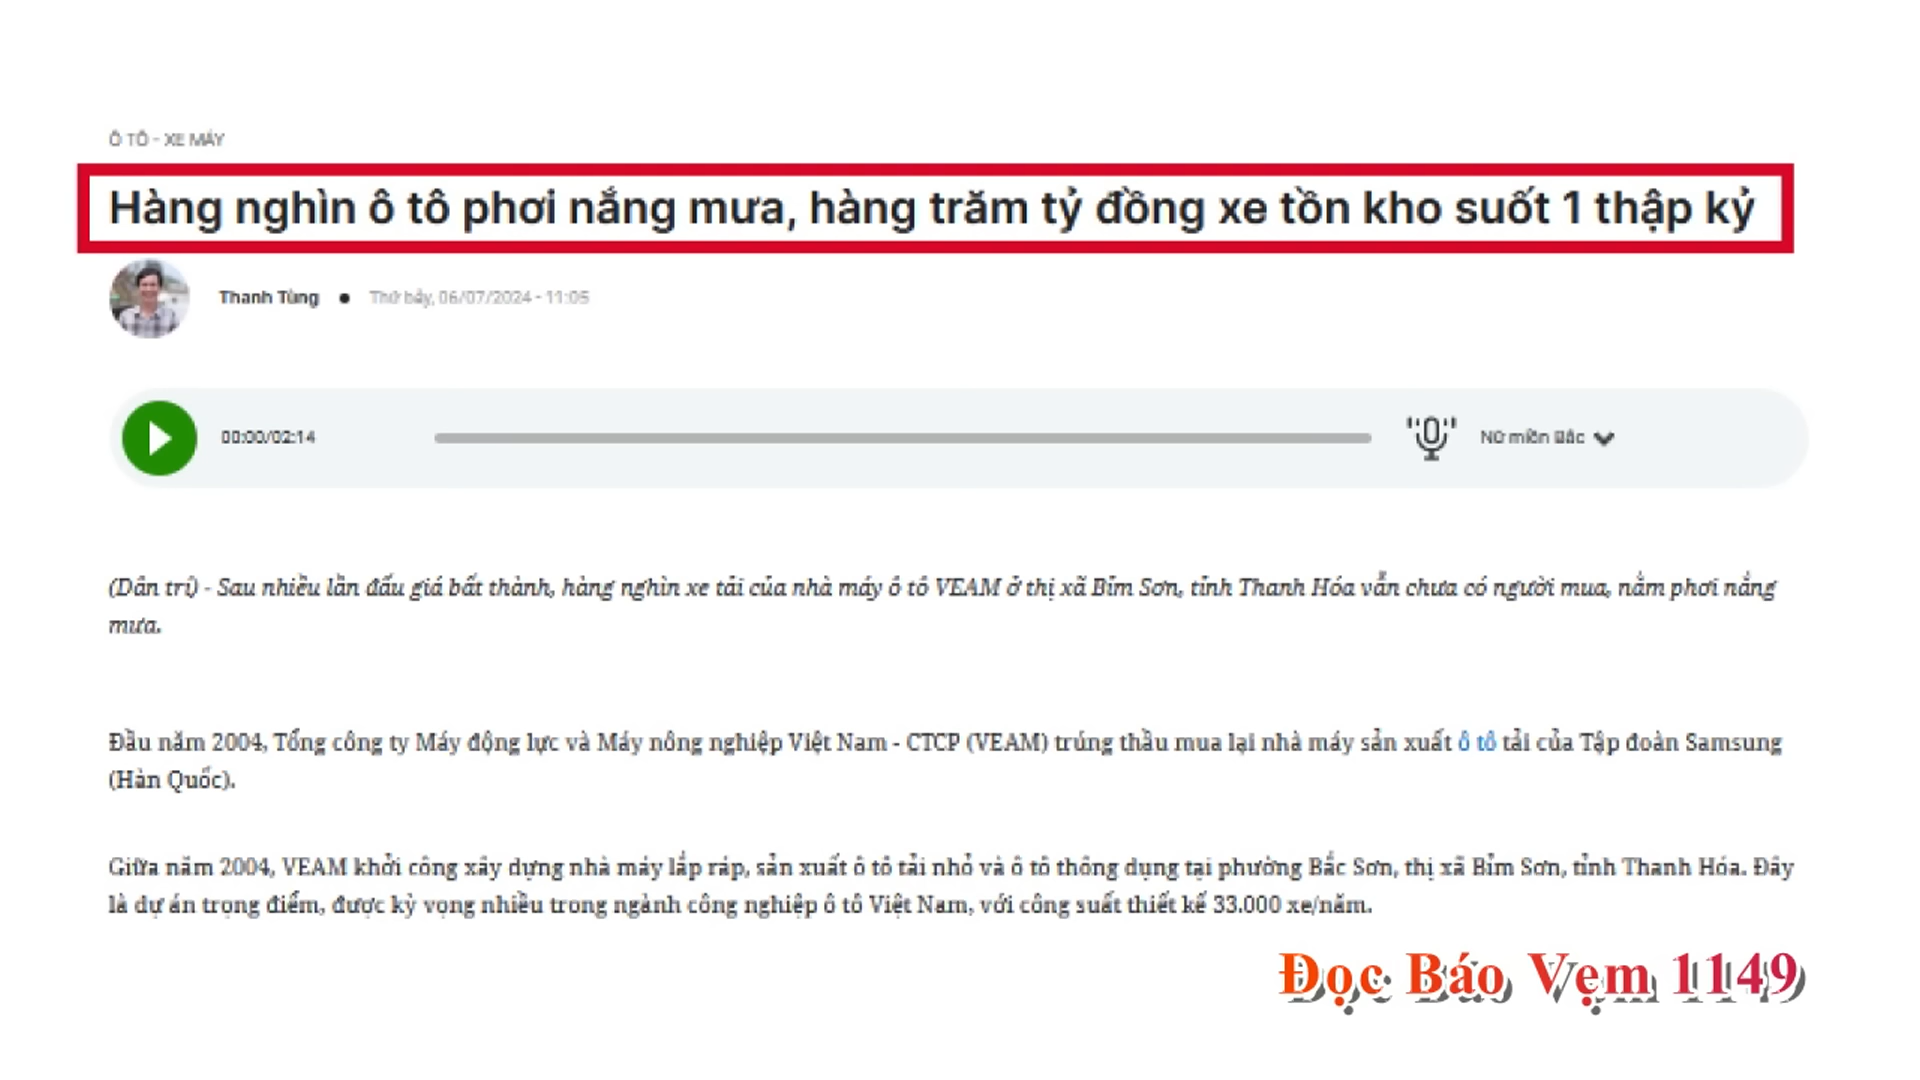 Ô TÔ - XE MÁY
Hàng nghìn ô tô phơi nắng mưa, hàng trăm tỷ đồng xe tồn kho suốt 1 thập kỷ
Thanh Tùng • Thứ bảy, 06/07/2024 - 11:05
00:00/02:14 Nữ miền Bắc
(Dân trí) - Sau nhiều lần đấu giá bất thành, hàng nghìn xe tải của nhà máy ô tô VEAM ở thị xã Bỉm Sơn, tỉnh Thanh Hóa vẫn chưa có người mua, nằm phơi nắng
mưa.
Đầu năm 2004, Tổng công ty Máy động lực và Máy nông nghiệp Việt Nam - CTCP (VEAM) trúng thầu mua lại nhà máy sản xuất ô tô tải của Tập đoàn Samsung
(Hàn Quốc).
Giữa năm 2004, VEAM khởi công xây dựng nhà máy lắp ráp, sản xuất ô tô tải nhỏ và ô tô thông dụng tại phường Bắc Sơn, thị xã Bỉm Sơn, tỉnh Thanh Hóa. Đây
là dự án trọng điểm, được kỳ vọng nhiều trong ngành công nghiệp ô tô Việt Nam, với công suất thiết kế 33.000 xe/năm.
Đọc Báo Vẹm 1149